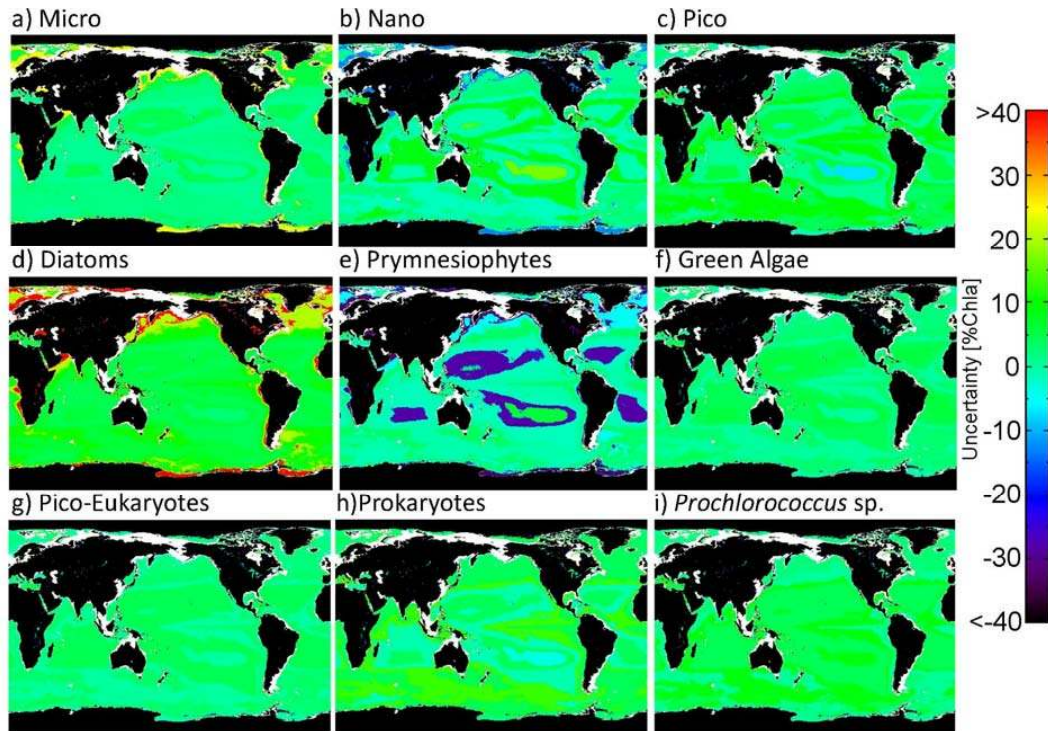 a) Micro
b) Nano
c) Pico
d) Diatoms
e) Prymnesiophytes
f) Green Algae
g) Pico-Eukaryotes
h)Prokaryotes
i) Prochlorococcus sp.
>40
30
20
10
0
-10
-20
-30
<-40
Uncertainty [%Chla]